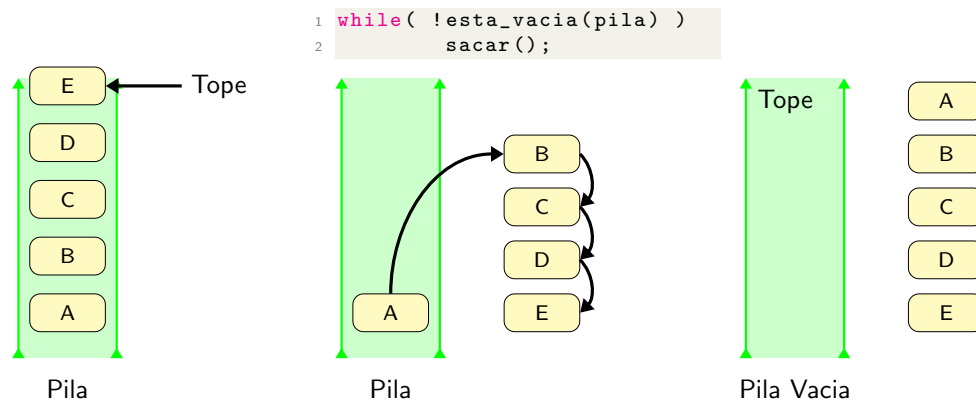 1 while( !esta_vacia(pila) )
2 sacar();
E
Tope
D
C
B
A
Pila
B
C
D
E
A
Pila
Tope
A
B
C
D
E
Pila Vacia